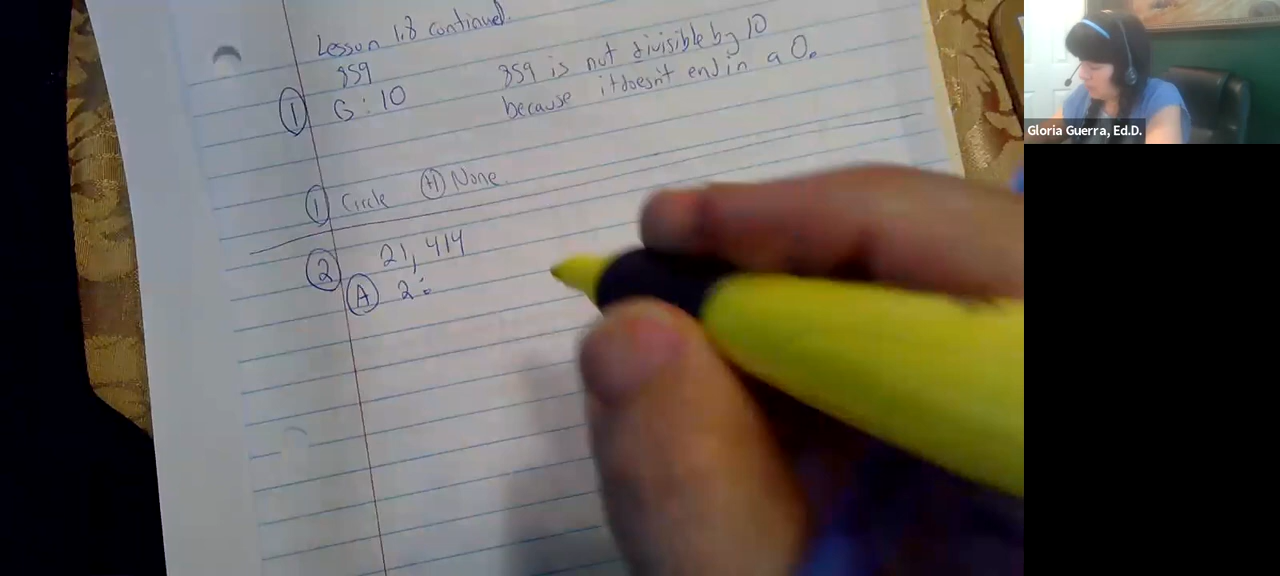 Lesson 1.8 continued.
859
① G: 10
859 is not divisible by 10
because it doesnt end in a 0.
① Circle Ⓗ None
② 21,414
Ⓐ 2:
Gloria Guerra, Ed.D.